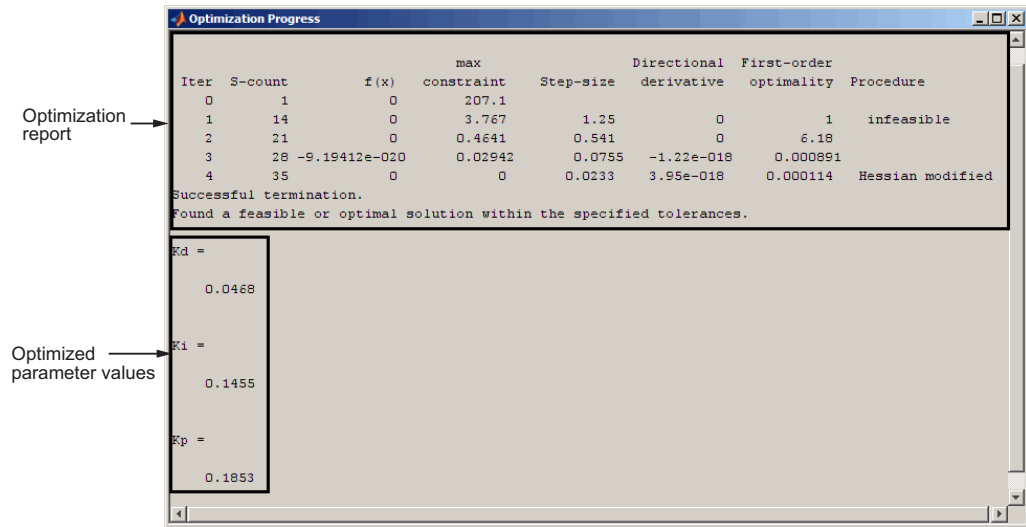 Optimization Progress
max Directional First-order
Iter S-count f(x) constraint Step-size derivative optimality Procedure
0 1 0 207.1
1 14 0 3.767 1.25 0 1 infeasible
2 21 0 0.4641 0.541 0 6.18
3 28 -9.19412e-020 0.02942 0.0755 -1.22e-018 0.000891
4 35 0 0 0.0233 3.95e-018 0.000114 Hessian modified
Successful termination.
Found a feasible or optimal solution within the specified tolerances.
Optimization
report
Kd =
0.0468
Ki =
0.1455
Kp =
0.1853
Optimized
parameter values